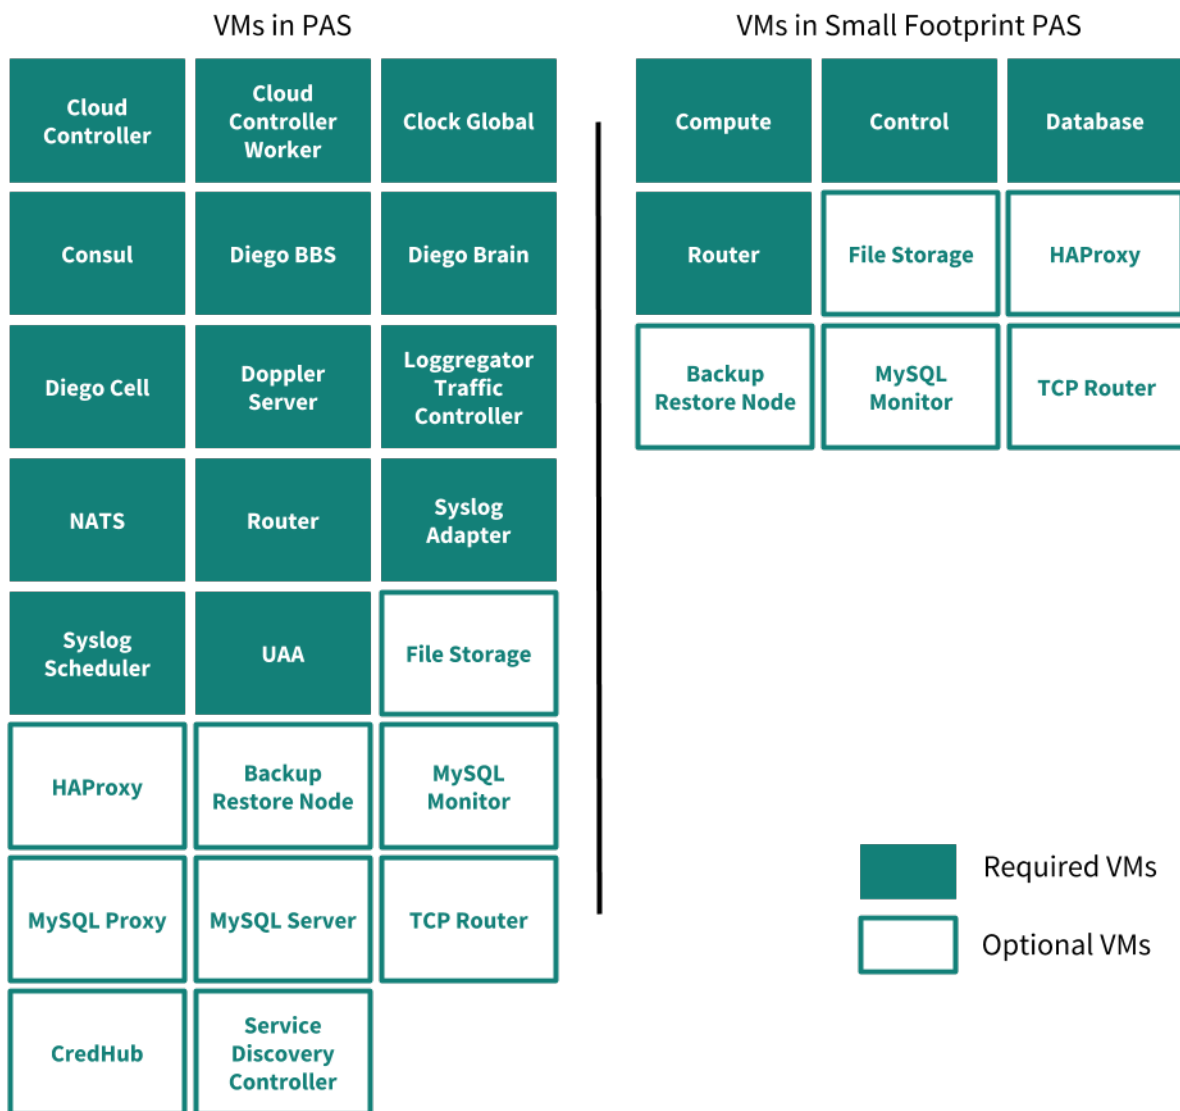 VMs in PAS
Cloud
Controller
Cloud
Controller
Worker
Clock Global
Consul
Diego BBS
Diego Brain
Diego Cell
Doppler
Server
Loggregator
Traffic
Controller
NATS
Router
Syslog
Adapter
Syslog
Scheduler
UAA
File Storage
HAProxy
Backup
Restore Node
MySQL
Monitor
MySQL Proxy
MySQL Server
TCP Router
CredHub
Service
Discovery
Controller
VMs in Small Footprint PAS
Compute
Control
Database
Router
File Storage
HAProxy
Backup
Restore Node
MySQL
Monitor
TCP Router
Required VMs
Optional VMs